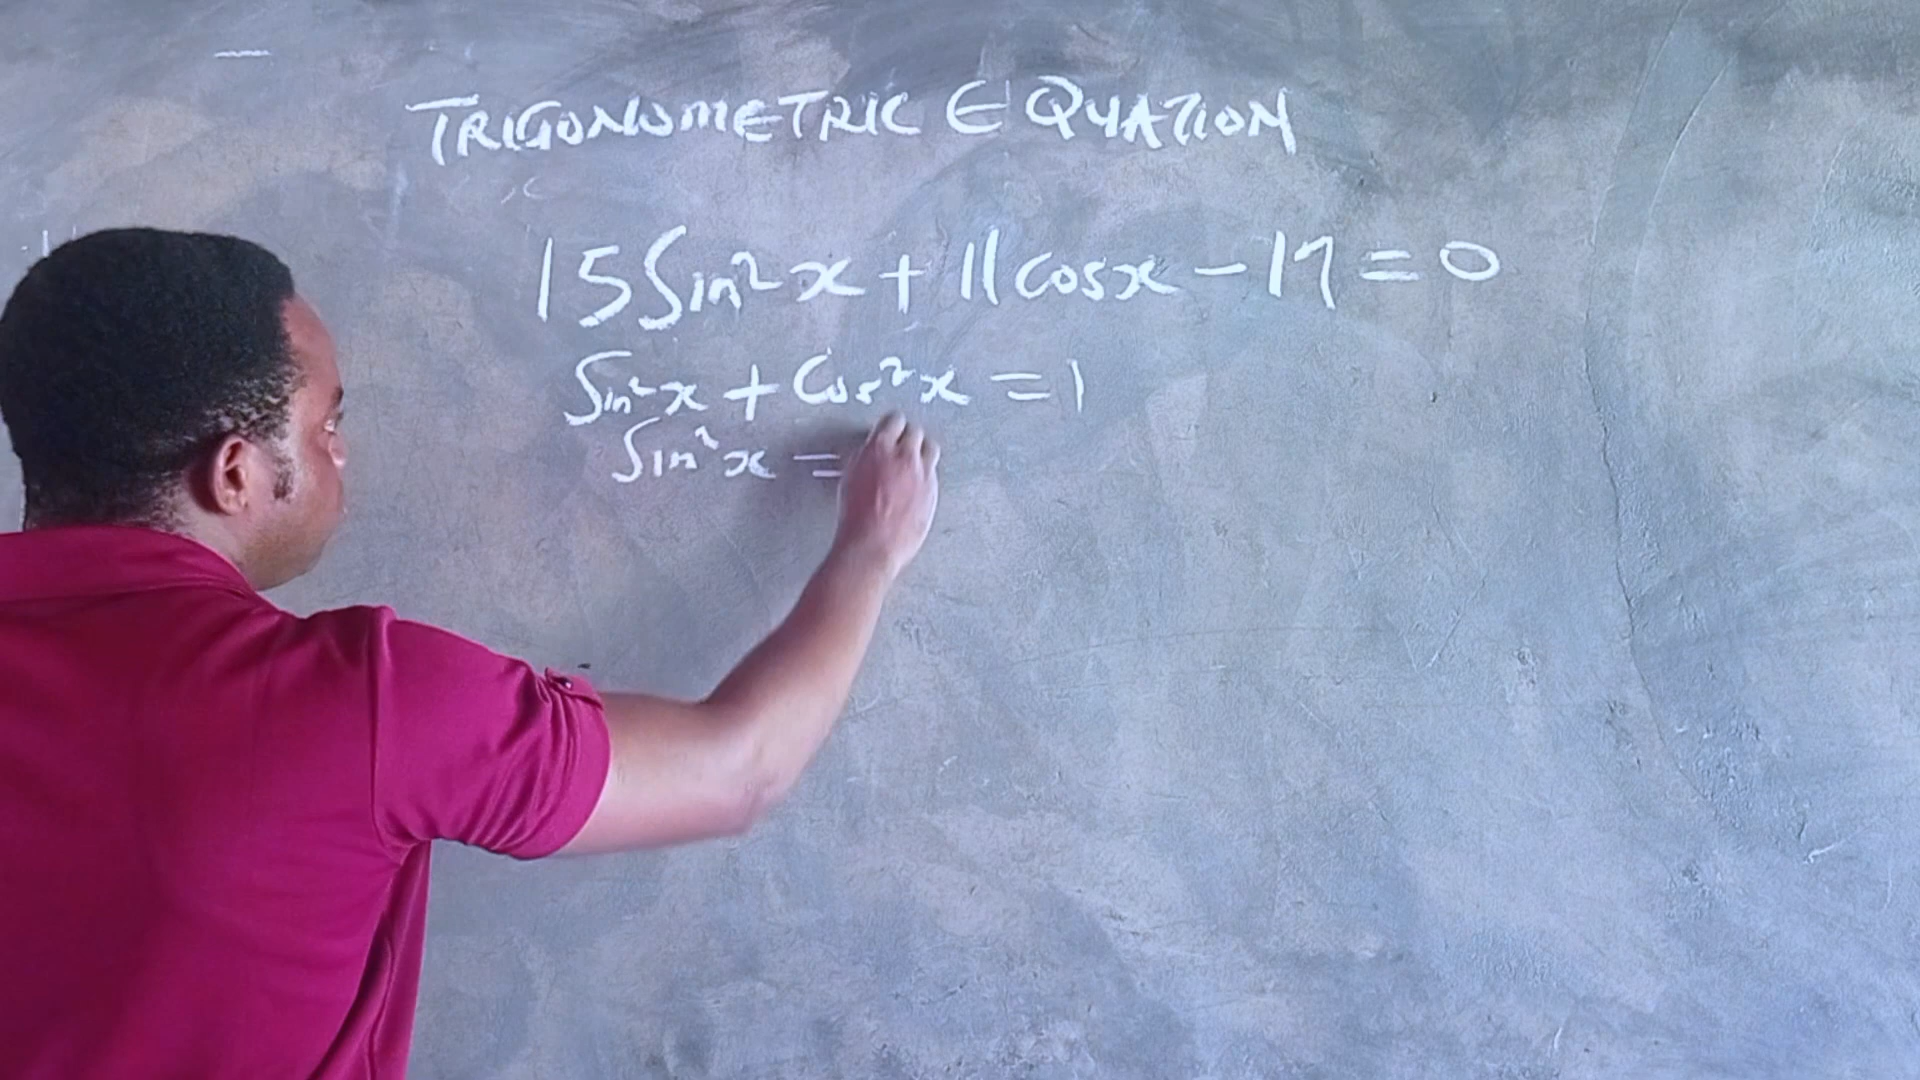 TRIGONOMETRIC EQUATION
15Sin²x + 11cosx - 17 = 0
Sin²x + Cos²x = 1
Sin²x =